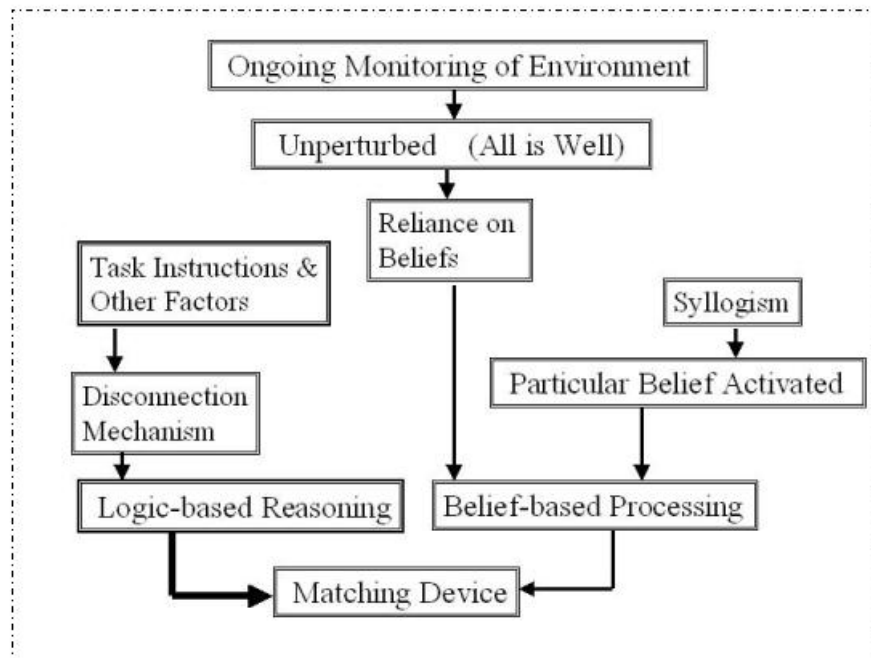 Ongoing Monitoring of Environment
Unperturbed (All is Well)
Reliance on
Beliefs
Task Instructions &
Other Factors
Syllogism
Particular Belief Activated
Disconnection
Mechanism
Logic-based Reasoning
Belief-based Processing
Matching Device